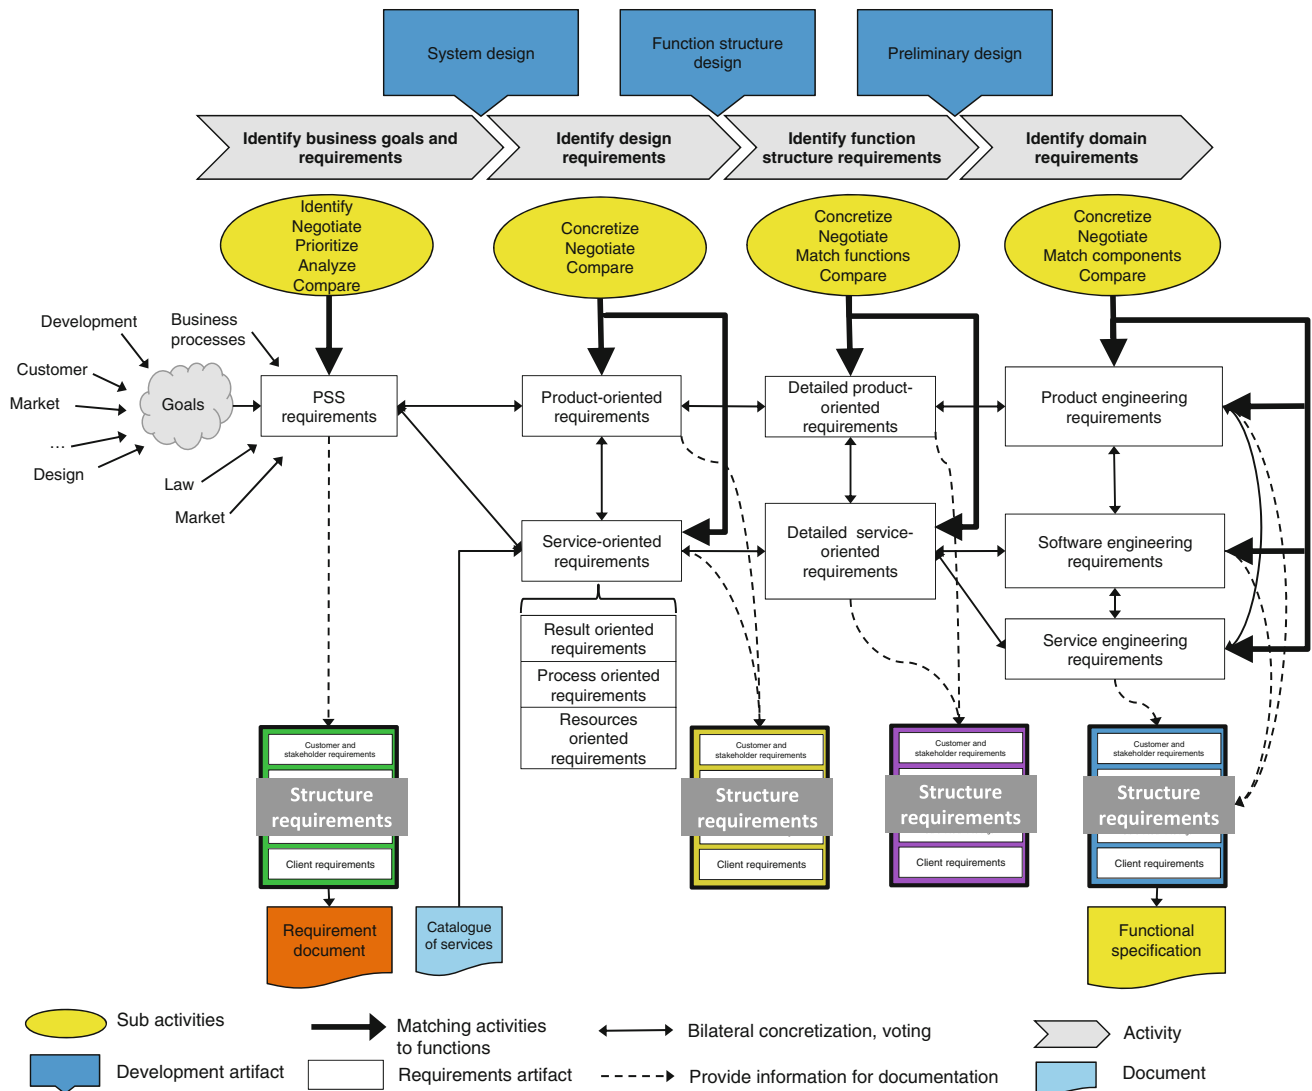 System design
Function structure
design
Preliminary design
Identify business goals and
requirements
Identify design
requirements
Identify function
structure requirements
Identify domain
requirements
Identify
Negotiate
Prioritize
Analyze
Compare
Concretize
Negotiate
Compare
Concretize
Negotiate
Match functions
Compare
Concretize
Negotiate
Match components
Compare
Development
Business
processes
Customer
Market
...
Design
Goals
Law
Market
PSS
requirements
Product-oriented
requirements
Detailed product-
oriented
requirements
Product engineering
requirements
Service-oriented
requirements
Detailed service-
oriented
requirements
Software engineering
requirements
Service engineering
requirements
Result oriented
requirements
Process oriented
requirements
Resources
oriented
requirements
Customer and
stakeholder requirements
Structure
requirements
Client requirements
Customer and
stakeholder requirements
Structure
requirements
Client requirements
Customer and
stakeholder requirements
Structure
requirements
Client requirements
Customer and
stakeholder requirements
Structure
requirements
Client requirements
Requirement
document
Catalogue
of services
Functional
specification
Sub activities
Matching activities
to functions
Bilateral concretization, voting
Activity
Development artifact
Requirements artifact
Provide information for documentation
Document